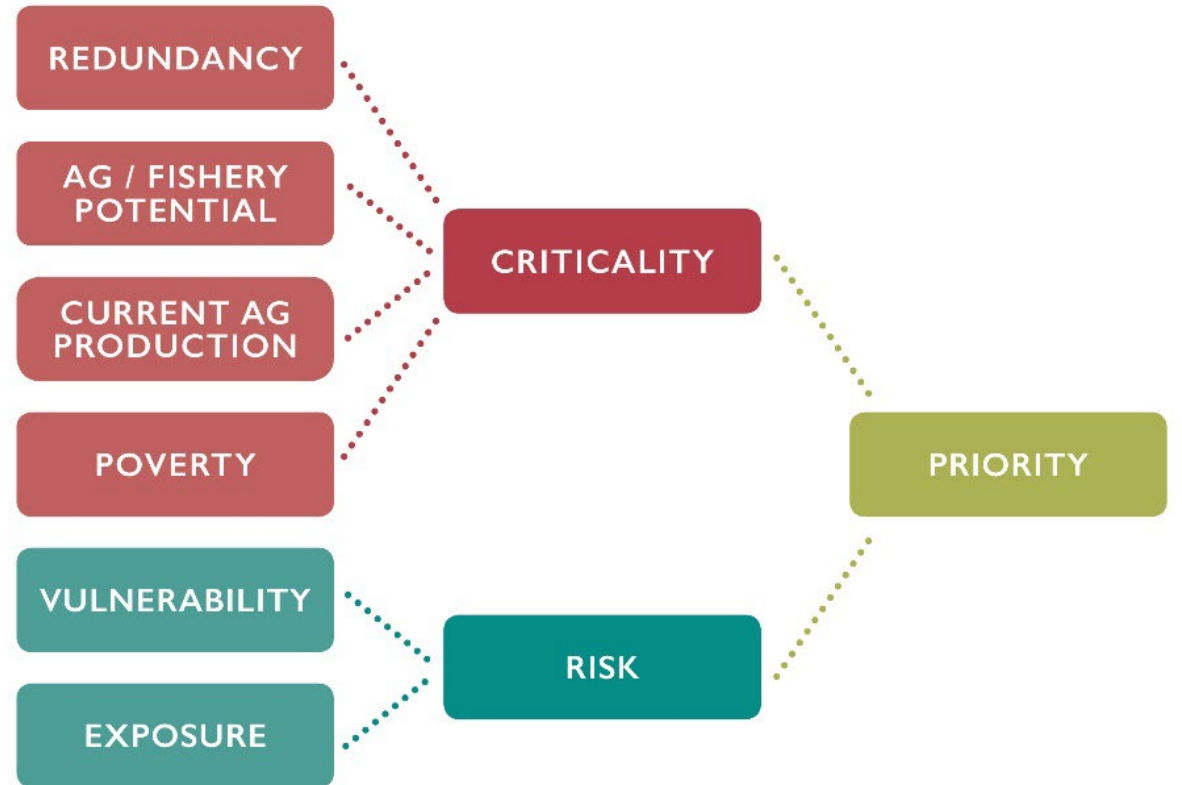 REDUNDANCY
AG / FISHERY
POTENTIAL
CURRENT AG
PRODUCTION
POVERTY
VULNERABILITY
EXPOSURE
CRITICALITY
RISK
PRIORITY